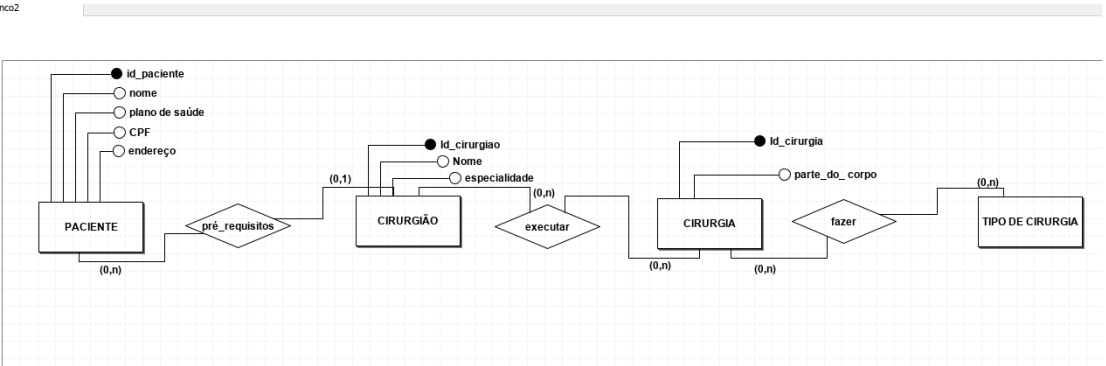 nco2
id_paciente
nome
plano de saúde
CPF
endereço
PACIENTE
(0,n)
pré_requisitos
(0,1)
Id_cirurgiao
Nome
especialidade
CIRURGIÃO
(0,n)
executar
(0,n)
Id_cirurgia
parte_do_ corpo
CIRURGIA
(0,n)
fazer
(0,n)
TIPO DE CIRURGIA